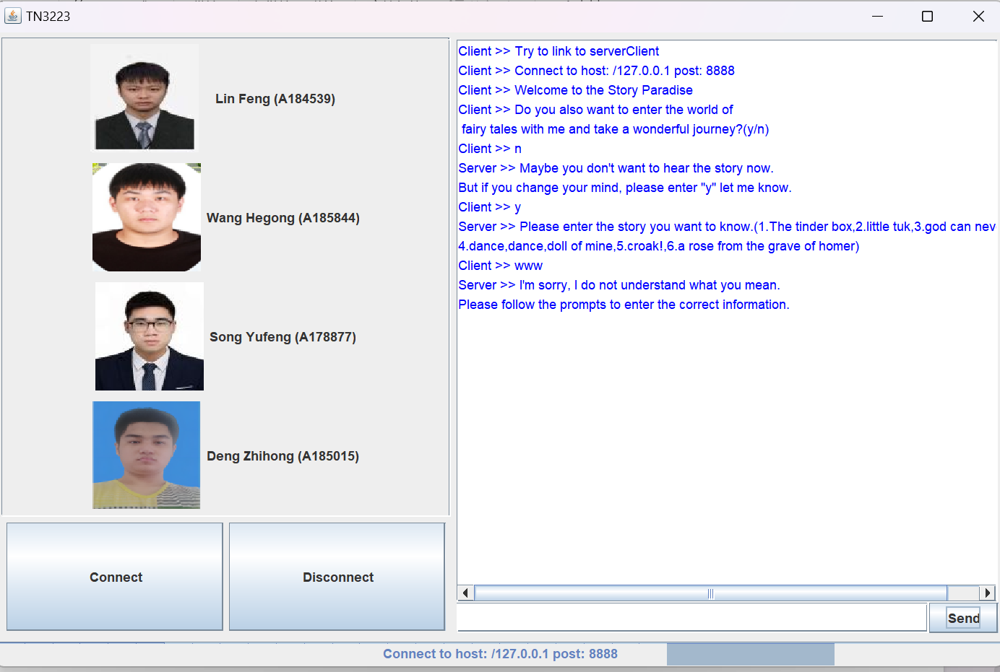 TN3223
Lin Feng (A184539)
Wang Hegong (A185844)
Song Yufeng (A178877)
Deng Zhihong (A185015)
Connect
Disconnect
Client >> Try to link to serverClient
Client >> Connect to host: /127.0.0.1 post: 8888
Client >> Welcome to the Story Paradise
Client >> Do you also want to enter the world of
fairy tales with me and take a wonderful journey?(y/n)
Client >> n
Server >> Maybe you don't want to hear the story now.
But if you change your mind, please enter "y" let me know.
Client >> y
Server >> Please enter the story you want to know.(1.The tinder box,2.little tuk,3.god can nev
4.dance,dance,doll of mine,5.croak!,6.a rose from the grave of homer)
Client >> www
Server >> I'm sorry, I do not understand what you mean.
Please follow the prompts to enter the correct information.
Send
Connect to host: /127.0.0.1 post: 8888